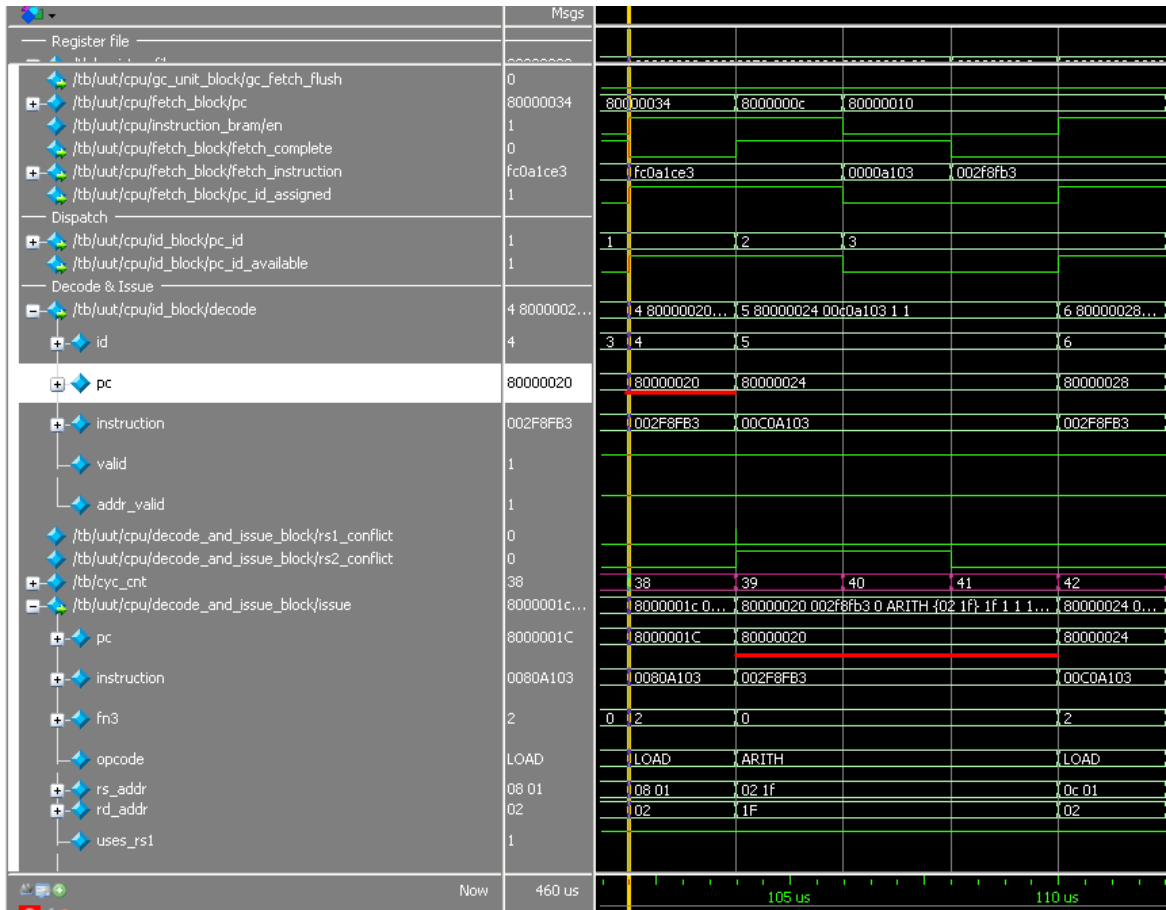 Msgs
Register file
/tb/uut/cpu/gc_unit_block/gc_fetch_flush 0
/tb/uut/cpu/fetch_block/pc 80000034 80000034 8000000c 80000010
/tb/uut/cpu/instruction_bram/en 1
/tb/uut/cpu/fetch_block/fetch_complete 0
/tb/uut/cpu/fetch_block/fetch_instruction fc0a1ce3 fc0a1ce3 0000a103 002f8fb3
/tb/uut/cpu/fetch_block/pc_id_assigned 1
Dispatch
/tb/uut/cpu/id_block/pc_id 1 1 2 3
/tb/uut/cpu/id_block/pc_id_available 1
Decode & Issue
/tb/uut/cpu/id_block/decode 4 8000002... 4 80000020... 5 80000024 00c0a103 1 1 6 80000028...
id 4 3 4 5 6
pc 80000020 80000020 80000024 80000028
instruction 002F8FB3 002F8FB3 00C0A103 002F8FB3
valid 1
addr_valid 1
/tb/uut/cpu/decode_and_issue_block/rs1_conflict 0
/tb/uut/cpu/decode_and_issue_block/rs2_conflict 0
/tb/cyc_cnt 38 38 39 40 41 42
/tb/uut/cpu/decode_and_issue_block/issue 8000001c... 8000001c 0... 80000020 002f8fb3 0 ARITH {02 1f} 1f 1 1 1... 80000024 0...
pc 8000001C 8000001C 80000020 80000024
instruction 0080A103 0080A103 002F8FB3 00C0A103
fn3 2 0 2 0 2
opcode LOAD LOAD ARITH LOAD
rs_addr 08 01 08 01 02 1f 0c 01
rd_addr 02 02 1F 02
uses_rs1 1
Now 460 us 105 us 110 us